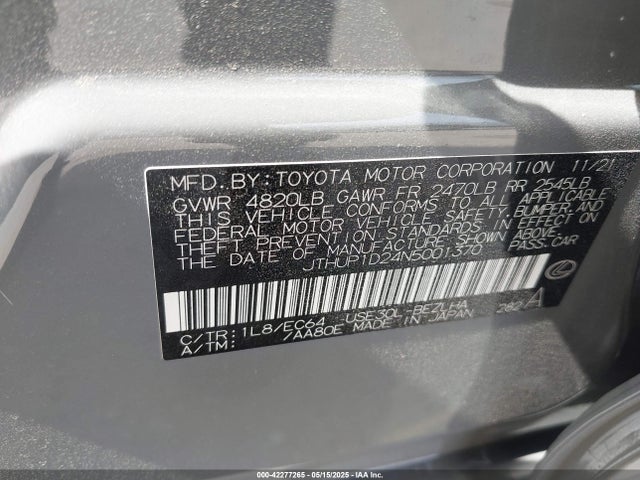 MFD. BY: TOYOTA MOTOR CORPORATION 11/21
GVWR 4820LB GAWR FR 2470LB RR 2545LB
THIS VEHICLE CONFORMS TO ALL APPLICABLE
FEDERAL MOTOR VEHICLE SAFETY, BUMPER, AND
THEFT PREVENTION STANDARDS IN EFFECT ON
THE DATE OF MANUFACTURE SHOWN ABOVE.
JTHUP1D24N5001370 PASS.CAR
C/TR: 1L8/EC64 USE30L-BEZLHA
A/TM: 7AA80E MADE IN JAPAN A
000-42277265 - 05/15/2025 - IAA Inc.